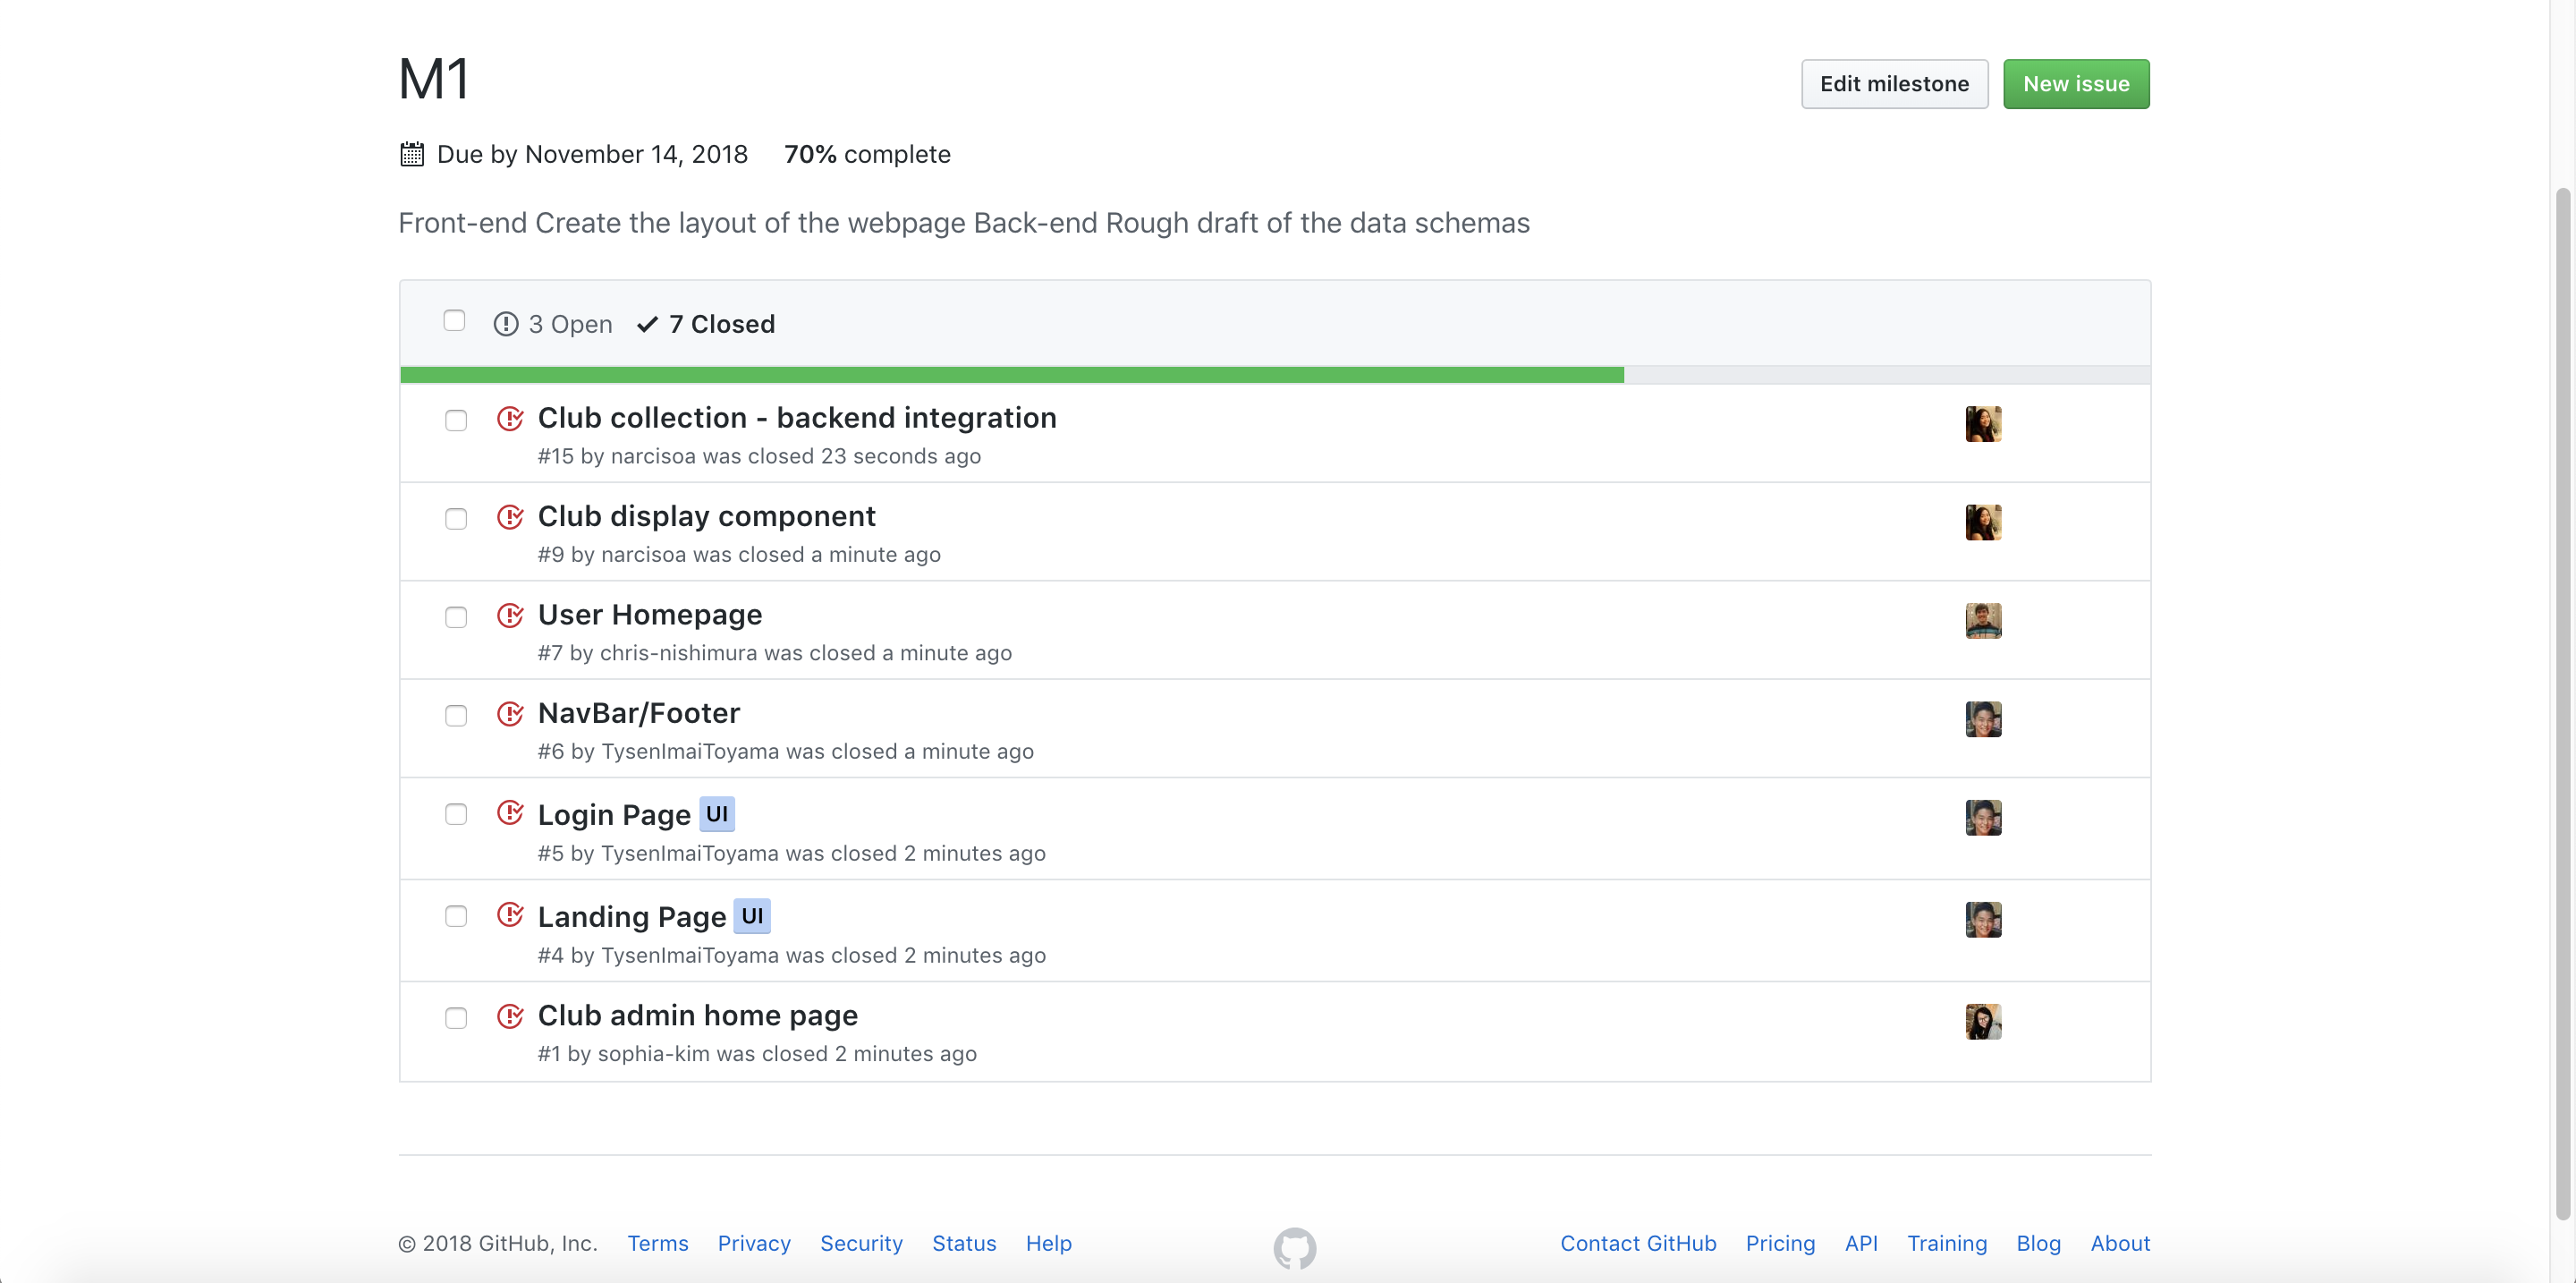 M1
Edit milestone
New issue
Due by November 14, 2018 70% complete
Front-end Create the layout of the webpage Back-end Rough draft of the data schemas
3 Open 7 Closed
Club collection - backend integration
#15 by narcisoa was closed 23 seconds ago
Club display component
#9 by narcisoa was closed a minute ago
User Homepage
#7 by chris-nishimura was closed a minute ago
NavBar/Footer
#6 by TysenImaiToyama was closed a minute ago
Login Page UI
#5 by TysenImaiToyama was closed 2 minutes ago
Landing Page UI
#4 by TysenImaiToyama was closed 2 minutes ago
Club admin home page
#1 by sophia-kim was closed 2 minutes ago
© 2018 GitHub, Inc. Terms Privacy Security Status Help Contact GitHub Pricing API Training Blog About